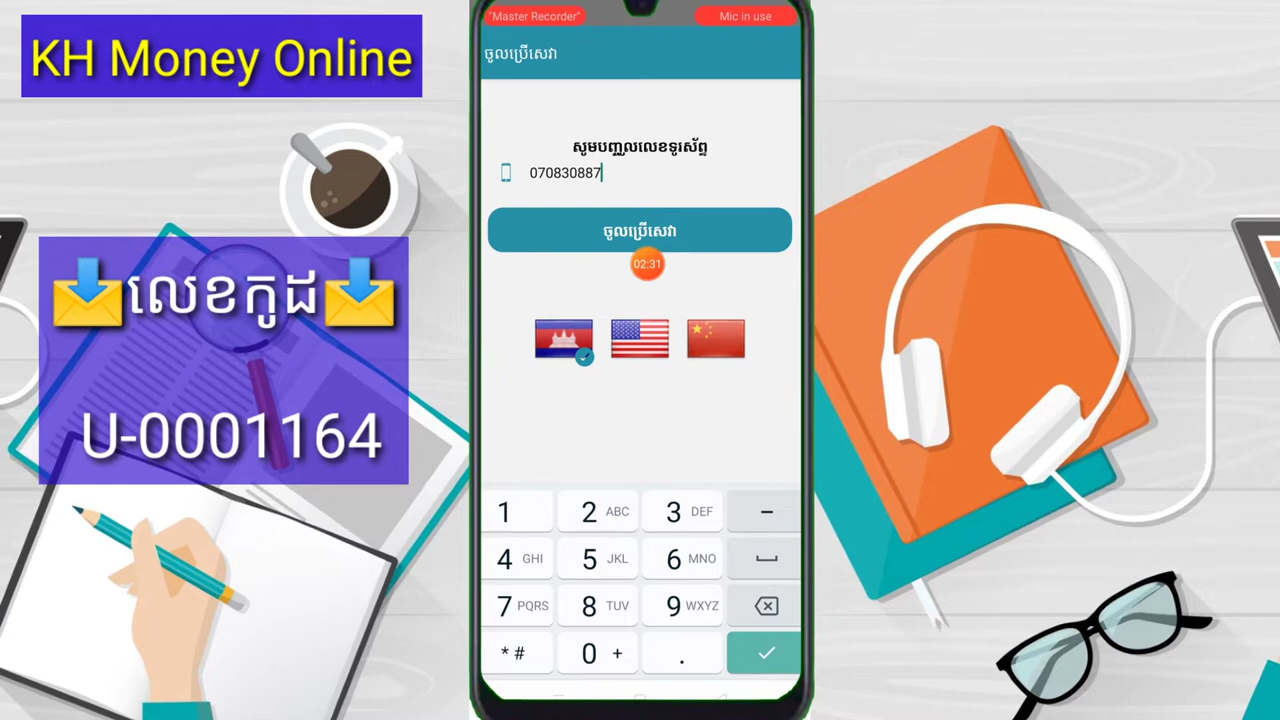 KH Money Online
📩លេខកូដ📩
U-0001164
"Master Recorder"
Mic in use
ចូលប្រើសេវា
សូមបញ្ចូលលេខទូរស័ព្ទ
070830887
ចូលប្រើសេវា
02:31
1 2 ABC 3 DEF -
4 GHI 5 JKL 6 MNO
7 PQRS 8 TUV 9 WXYZ
* # 0 + .